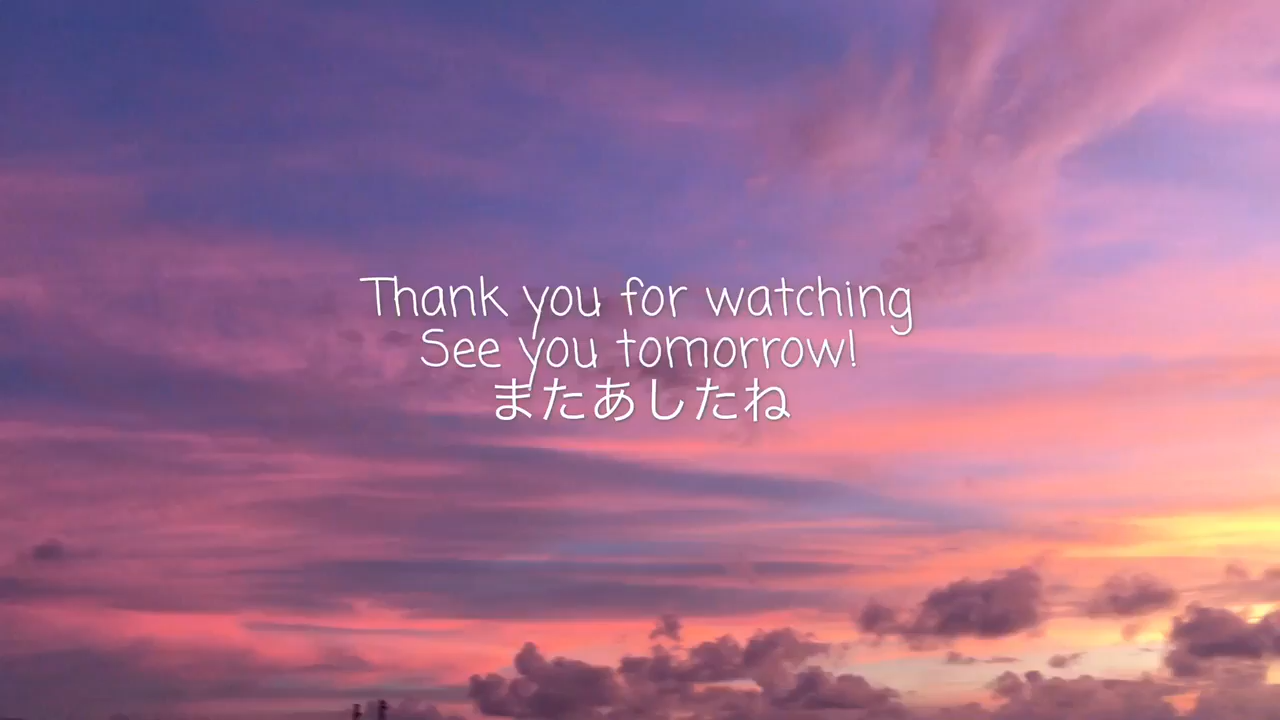 Thank you for watching
See you tomorrow!
またあしたね